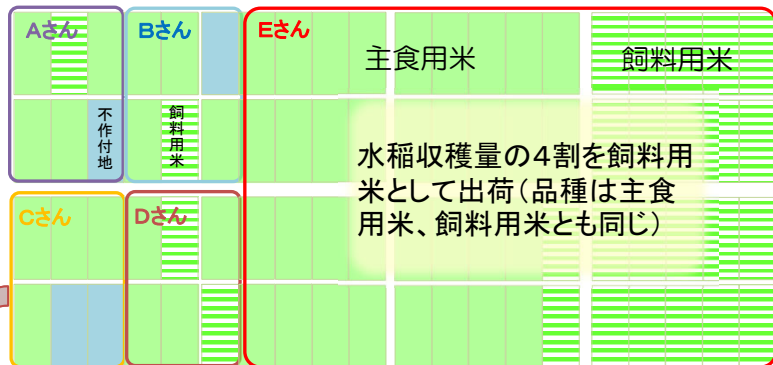 Aさん
Bさん
Eさん
主食用米
飼料用米
不作付地
飼料用米
水稲収穫量の4割を飼料用
米として出荷(品種は主食
用米、飼料用米とも同じ)
Cさん
Dさん